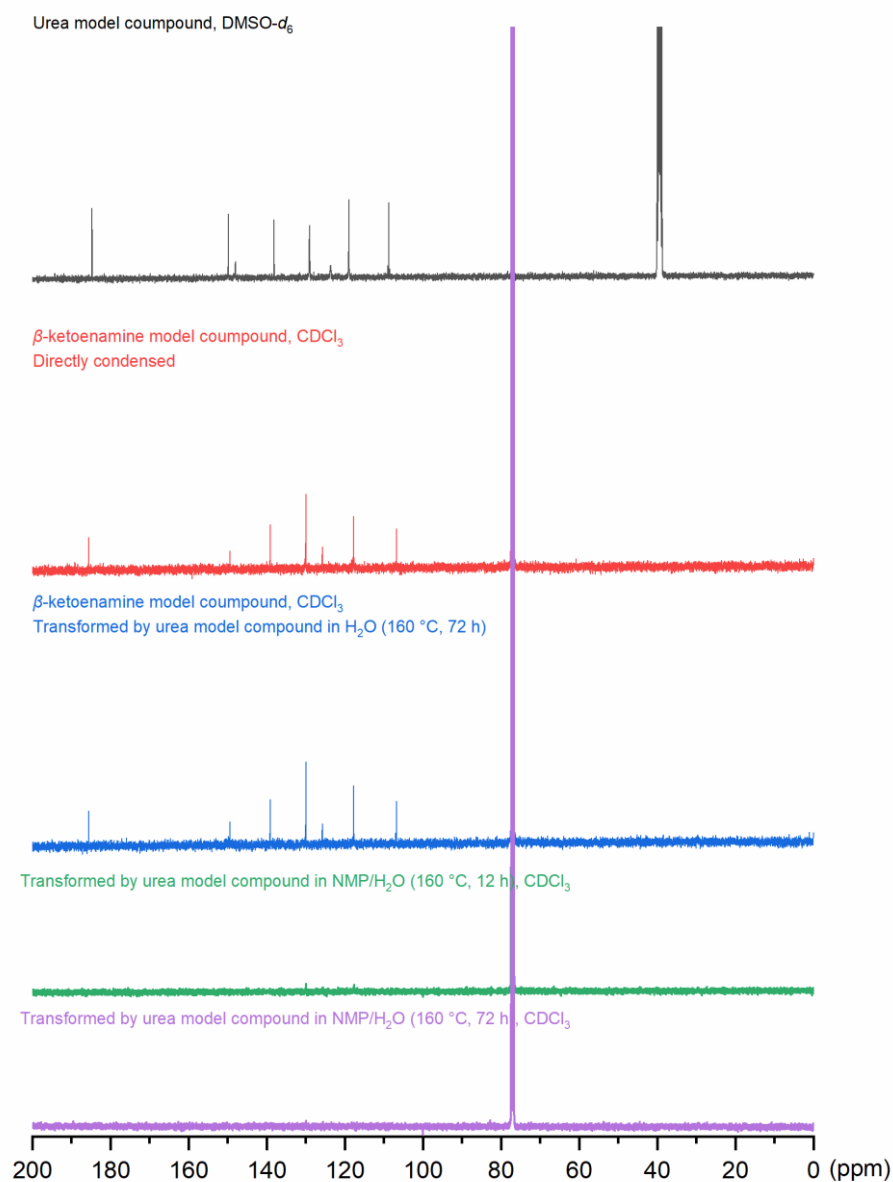 Urea model coumpound, DMSO-d6
β-ketoenamine model coumpound, CDCl3
Directly condensed
β-ketoenamine model coumpound, CDCl3
Transformed by urea model compound in H2O (160 °C, 72 h)
Transformed by urea model compound in NMP/H2O (160 °C, 12 h), CDCl3
Transformed by urea model compound in NMP/H2O (160 °C, 72 h), CDCl3
200 180 160 140 120 100 80 60 40 20 0 (ppm)